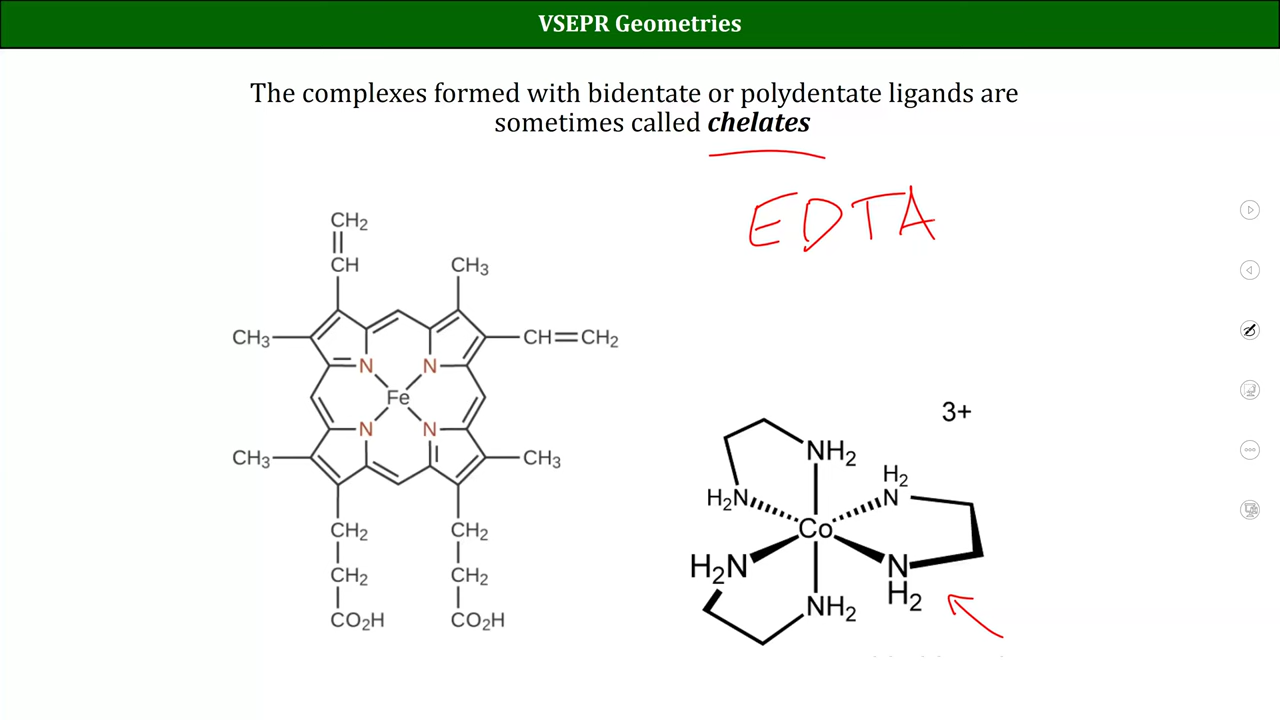 VSEPR Geometries
The complexes formed with bidentate or polydentate ligands are
sometimes called chelates
EDTA
CH₂
CH
CH₃
CH₃
CH=CH₂
N
N
Fe
N
N
CH₃
CH₃
CH₂
CH₂
CH₂
CH₂
CO₂H
CO₂H
3+
NH₂
H₂
N
H₂N
Co
H₂N
N
H₂
NH₂